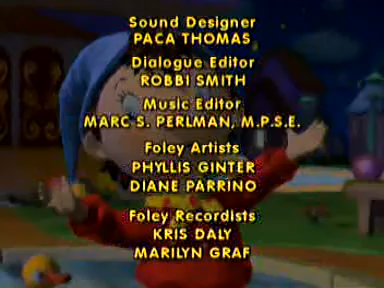 Sound Designer
PACA THOMAS
Dialogue Editor
ROBBI SMITH
Music Editor
MARC S. PERLMAN, M.P.S.E.
Foley Artists
PHYLLIS GINTER
DIANE PARRINO
Foley Recordists
KRIS DALY
MARILYN GRAF